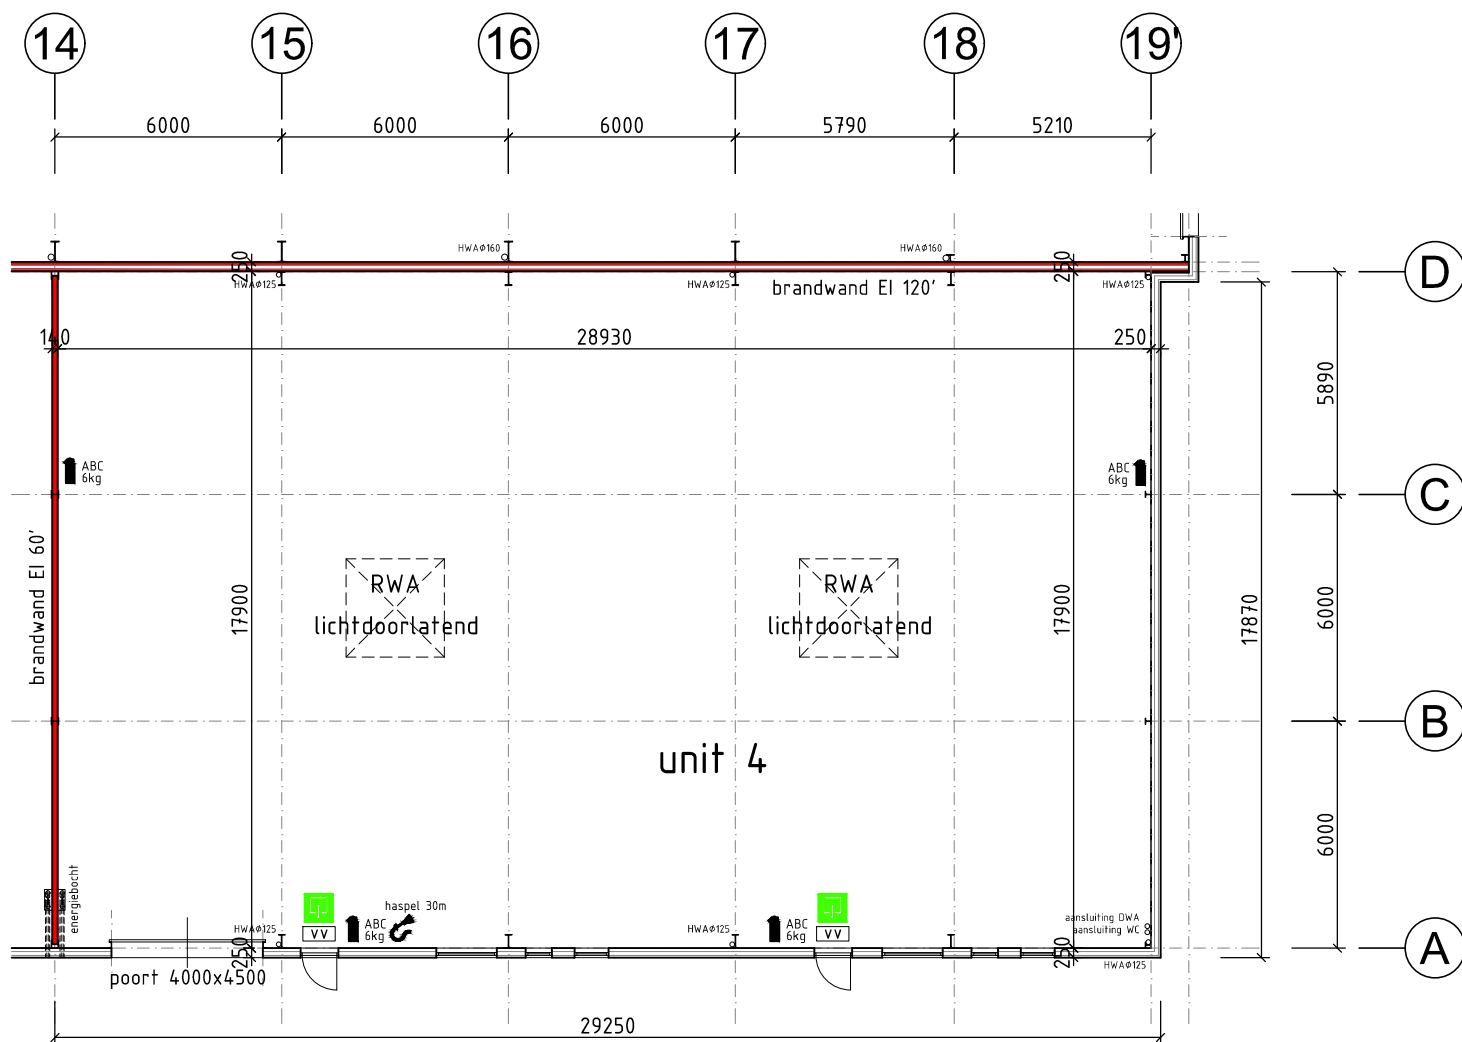 14 15 16 17 18 19'
6000 6000 6000 5790 5210
HWAø160 HWAø160
250 250
D
HWAø125 HWAø125 HWAø125
brandwand EI 120'
140 28930 250
5890
ABC
6kg
ABC
6kg
C
brandwand EI 60'
RWA
lichtdoorlatend
RWA
lichtdoorlatend
17900 17900 17870 6000
B
unit 4
6000
energiebocht
haspel 30m
ABC
6kg
ABC
6kg
VV VV
aansluiting DWA
aansluiting WC
HWAø125 HWAø125
250 250
A
HWAø125
poort 4000x4500
29250